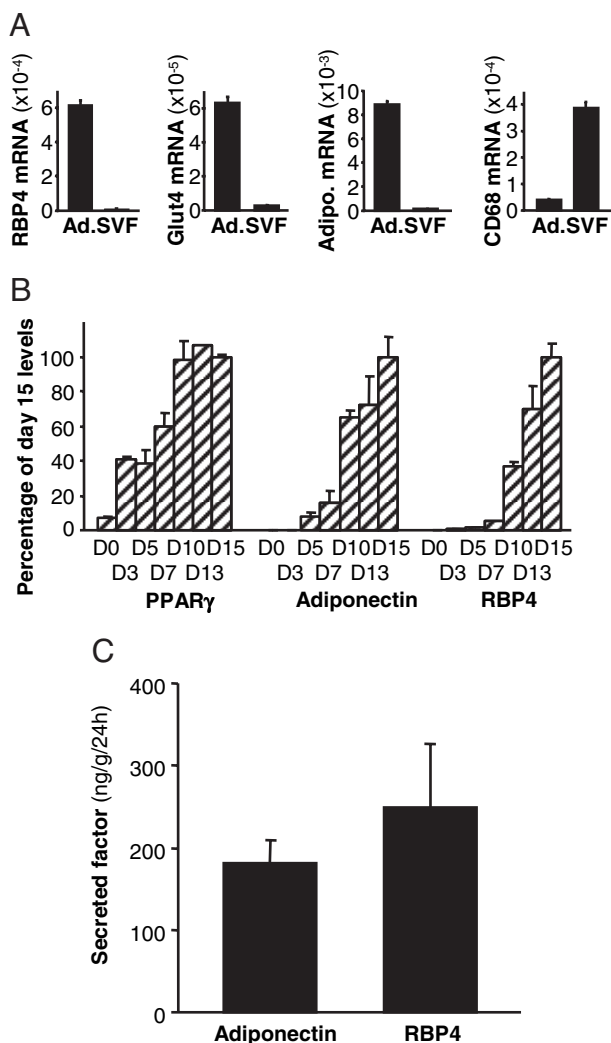 A
RBP4 mRNA (x10⁻⁴)
6
4
2
0
Ad.SVF
Glut4 mRNA (x10⁻⁵)
6
4
2
0
Ad.SVF
Adipo. mRNA (x10⁻³)
10
8
6
4
2
0
Ad.SVF
CD68 mRNA (x10⁻⁴)
4
2
0
Ad.SVF
B
Percentage of day 15 levels
100
80
60
40
20
0
D0 D5 D10 D15 D0 D5 D10 D15 D0 D5 D10 D15
D3 D7 D13 D3 D7 D13 D3 D7 D13
PPARγ Adiponectin RBP4
C
Secreted factor (ng/g/24h)
400
300
200
100
0
Adiponectin RBP4